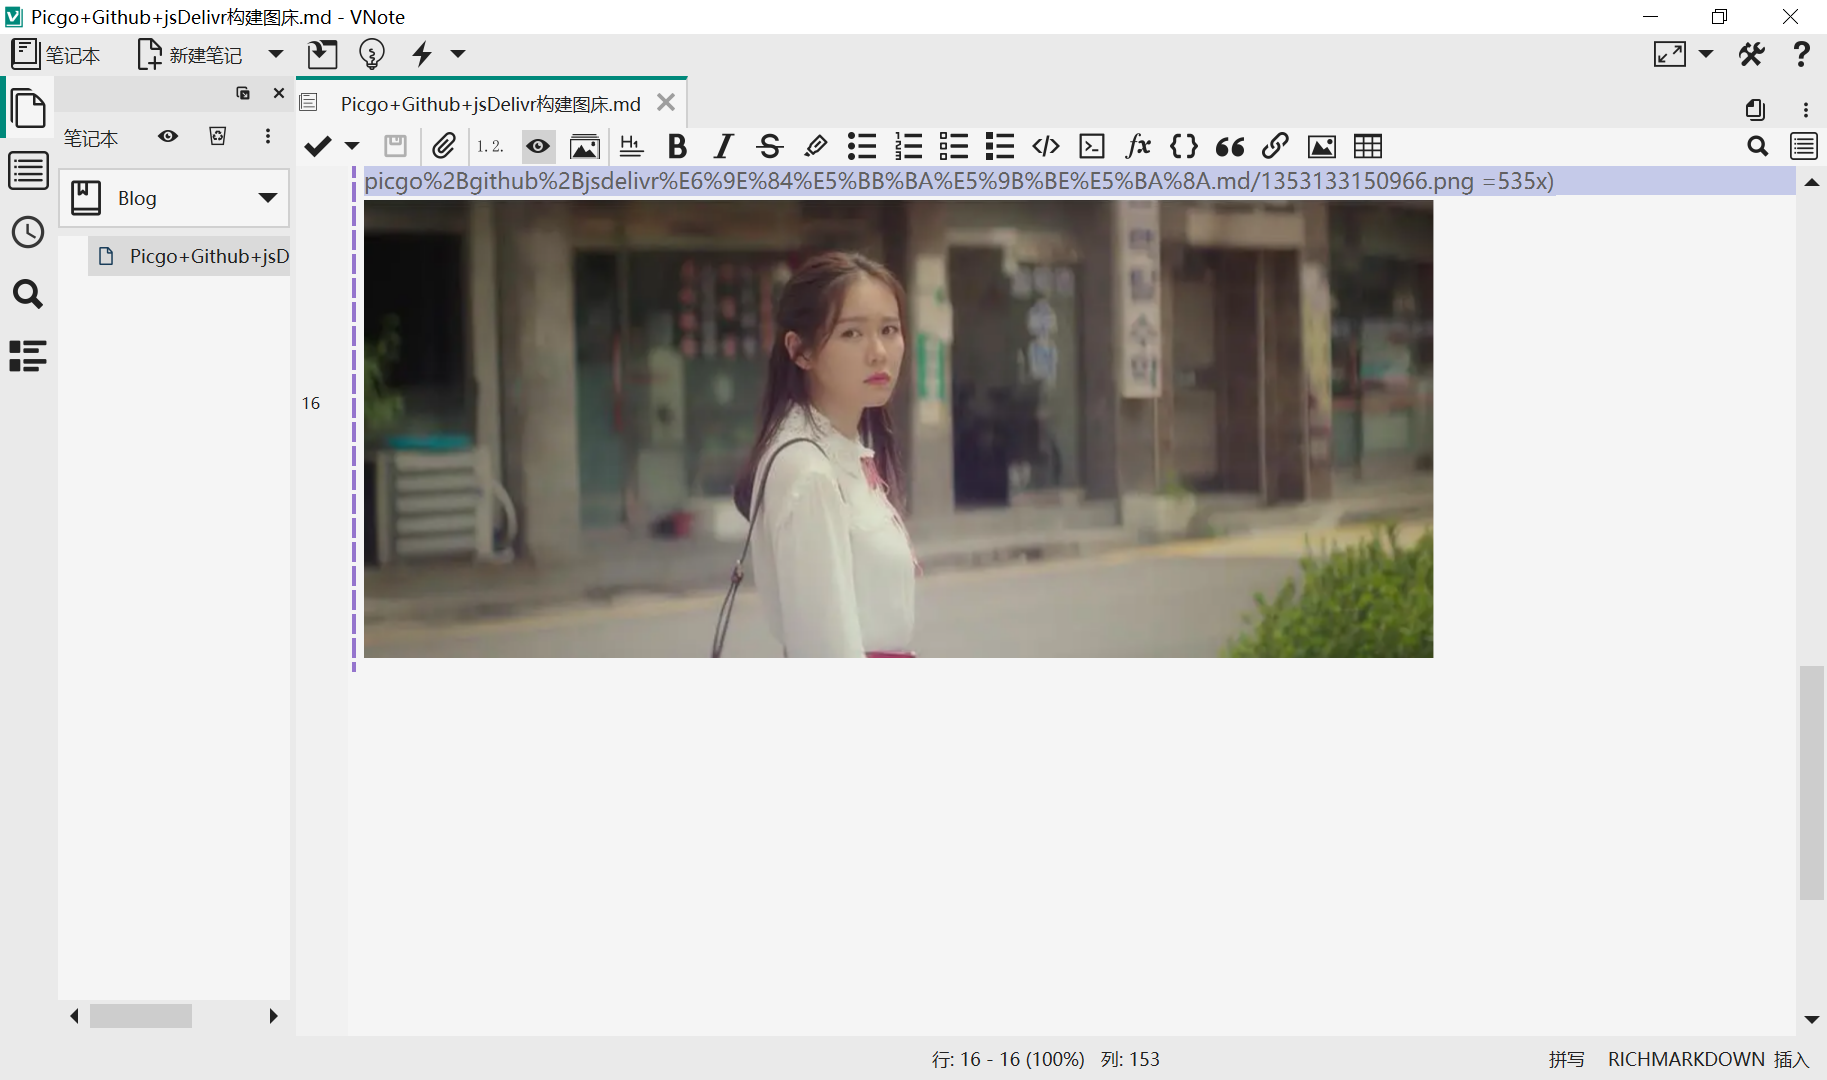 Picgo+Github+jsDelivr构建图床.md - VNote
笔记本
新建笔记
Picgo+Github+jsDelivr构建图床.md
笔记本
1. 2.
Blog
Picgo+Github+jsD
picgo%2Bgithub%2Bjsdelivr%E6%9E%84%E5%BB%BA%E5%9B%BE%E5%BA%8A.md/1353133150966.png =535x)
16
行: 16 - 16 (100%) 列: 153
拼写 RICHMARKDOWN 插入